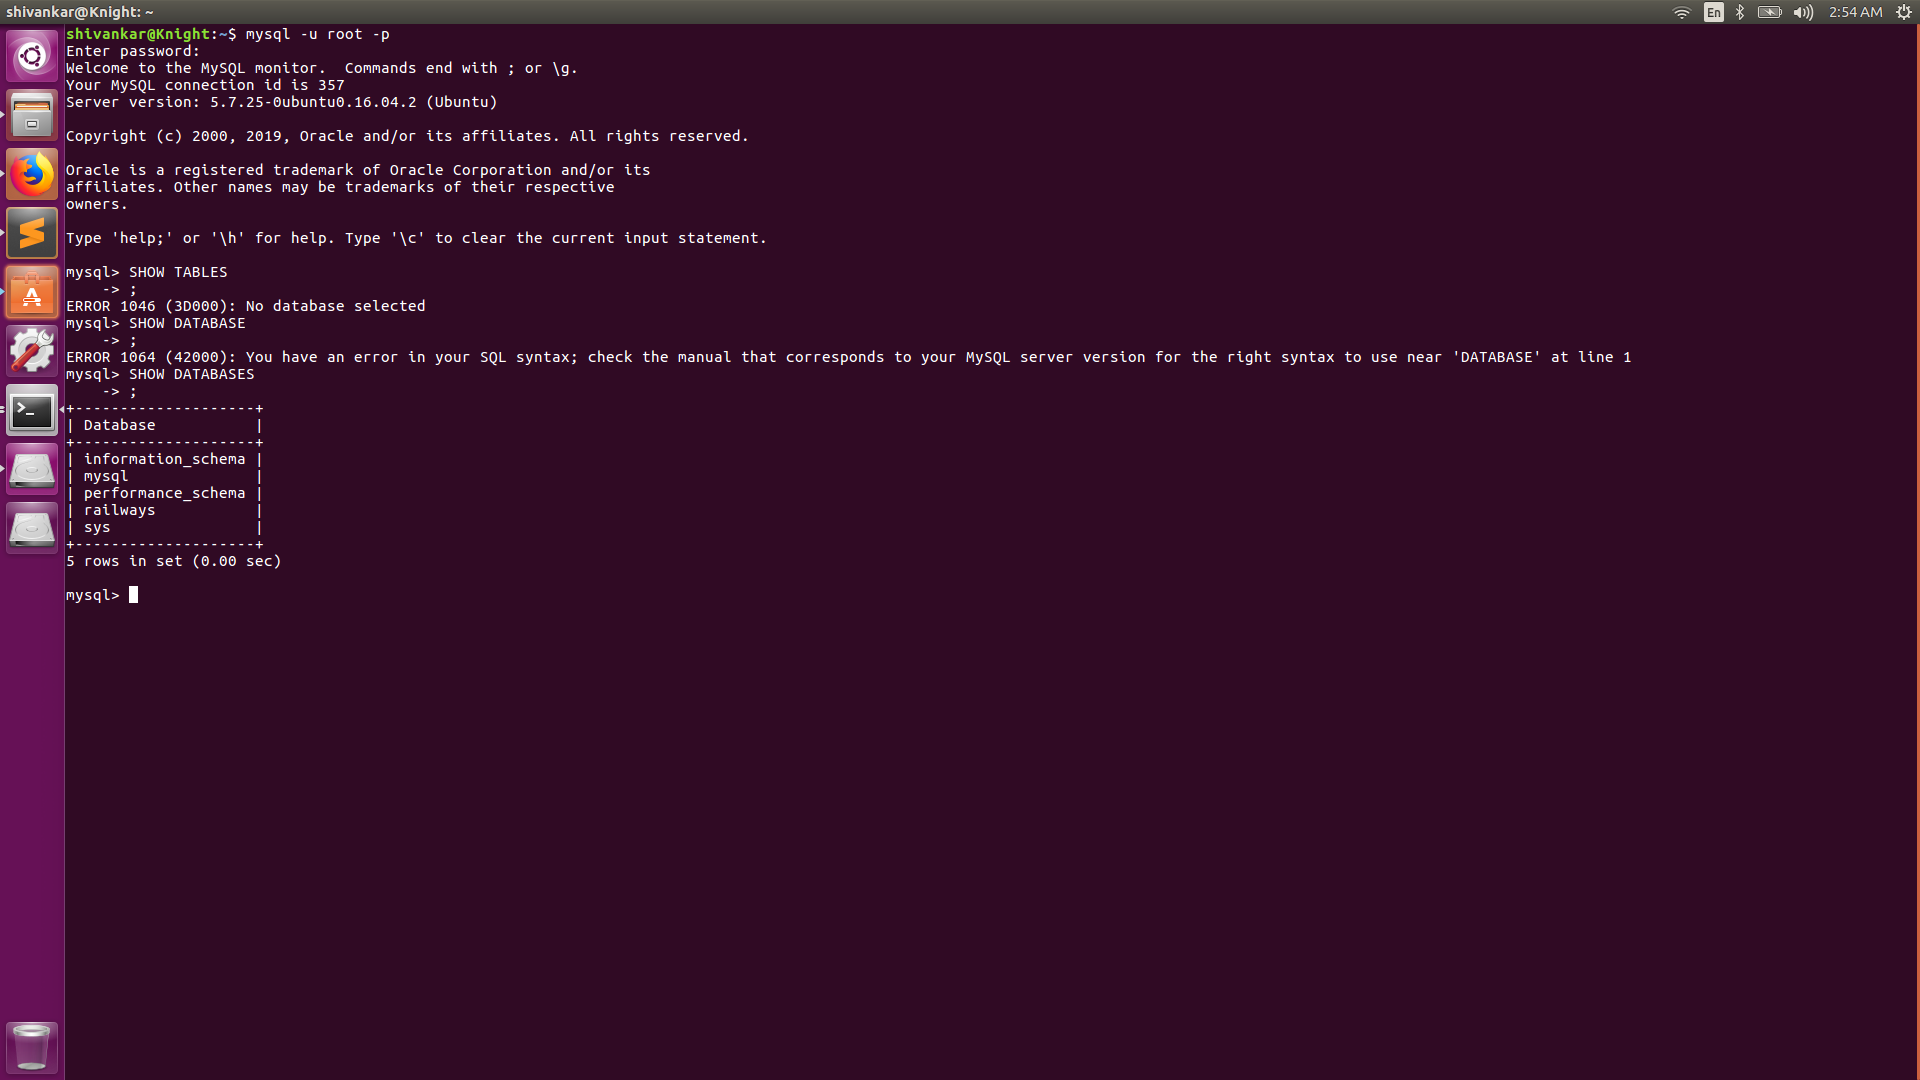 shivankar@Knight: ~
En
2:54 AM
shivankar@Knight:~$ mysql -u root -p
Enter password:
Welcome to the MySQL monitor.  Commands end with ; or \g.
Your MySQL connection id is 357
Server version: 5.7.25-0ubuntu0.16.04.2 (Ubuntu)

Copyright (c) 2000, 2019, Oracle and/or its affiliates. All rights reserved.

Oracle is a registered trademark of Oracle Corporation and/or its
affiliates. Other names may be trademarks of their respective
owners.

Type 'help;' or '\h' for help. Type '\c' to clear the current input statement.

mysql> SHOW TABLES
    -> ;
ERROR 1046 (3D000): No database selected
mysql> SHOW DATABASE
    -> ;
ERROR 1064 (42000): You have an error in your SQL syntax; check the manual that corresponds to your MySQL server version for the right syntax to use near 'DATABASE' at line 1
mysql> SHOW DATABASES
    -> ;
+--------------------+
| Database           |
+--------------------+
| information_schema |
| mysql              |
| performance_schema |
| railways           |
| sys                |
+--------------------+
5 rows in set (0.00 sec)

mysql>